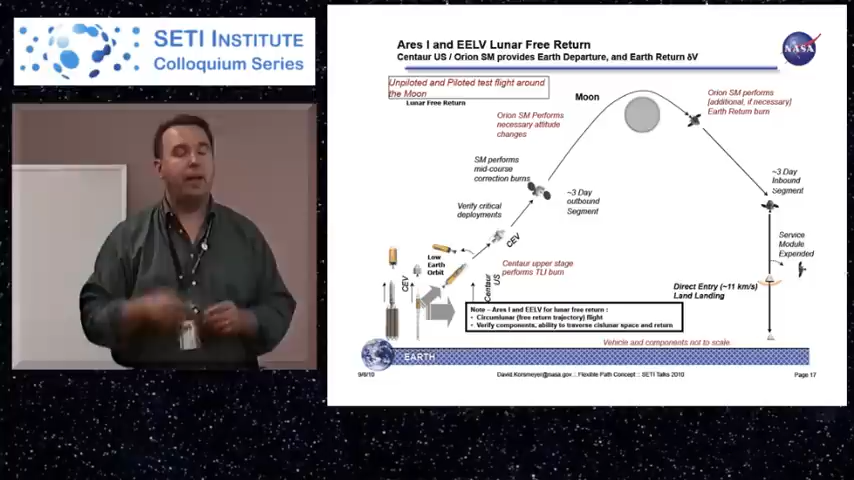 SETI INSTITUTE
Colloquium Series
Ares I and EELV Lunar Free Return
Centaur US / Orion SM provides Earth Departure, and Earth Return δV
NASA
Unpiloted and Piloted test flight around
the Moon
Lunar Free Return
Moon
Orion SM performs
[additional, if necessary]
Earth Return burn
Orion SM Performs
necessary attitude
changes
SM performs
mid-course
correction burns
~3 Day
outbound
Segment
~3 Day
Inbound
Segment
Verify critical
deployments
CEV
Service
Module
Expended
Low
Earth
Orbit
Centaur upper stage
performs TLI burn
CEV
Centaur
US
Direct Entry (~11 km/s)
Land Landing
Note – Ares I and EELV for lunar free return :
• Circumlunar (free return trajectory) flight
• Verify components, ability to traverse cislunar space and return
Vehicle and components not to scale
EARTH
9/8/10
David.Korsmeyer@nasa.gov :: Flexible Path Concept :: SETI Talks 2010
Page 17